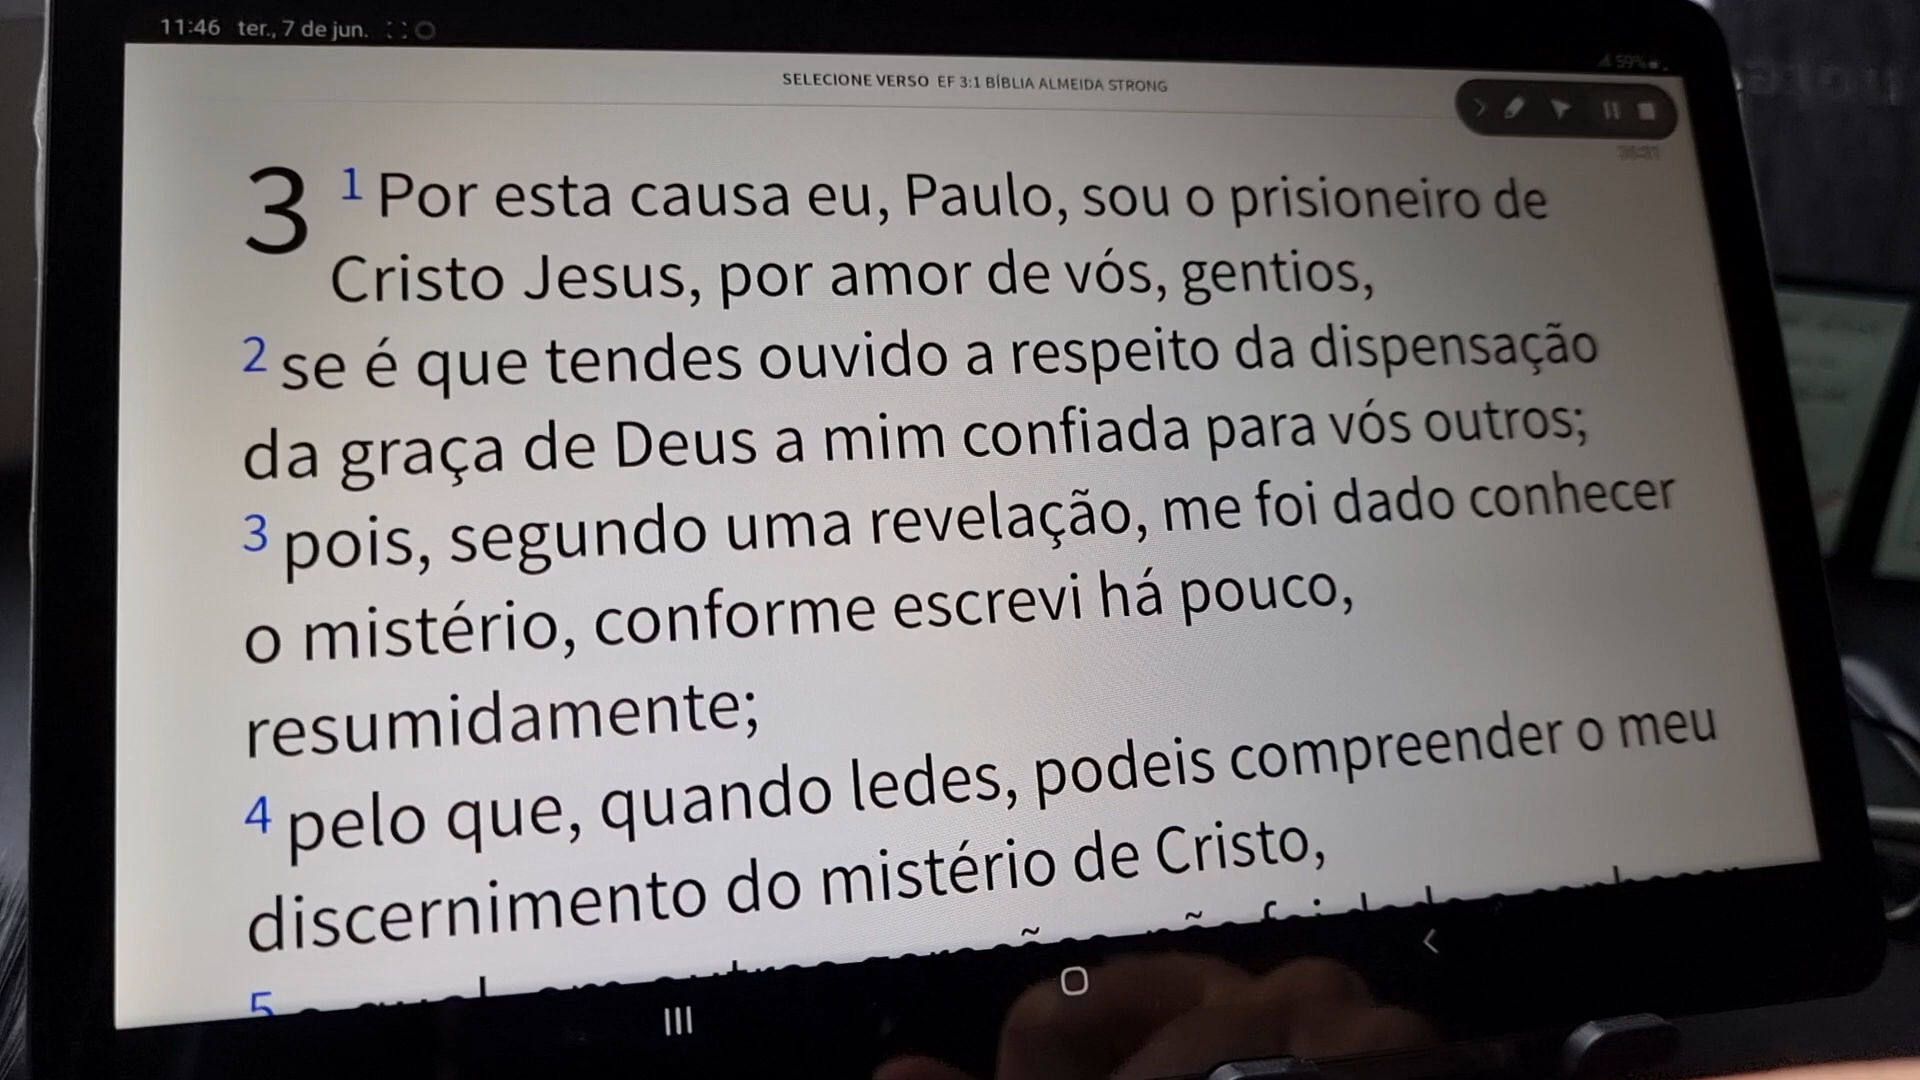 11:46 ter., 7 de jun.
59%
SELECIONE VERSO EF 3:1 BÍBLIA ALMEIDA STRONG
3 1 Por esta causa eu, Paulo, sou o prisioneiro de
Cristo Jesus, por amor de vós, gentios,
2 se é que tendes ouvido a respeito da dispensação
da graça de Deus a mim confiada para vós outros;
3 pois, segundo uma revelação, me foi dado conhecer
o mistério, conforme escrevi há pouco,
resumidamente;
4 pelo que, quando ledes, podeis compreender o meu
discernimento do mistério de Cristo,
5